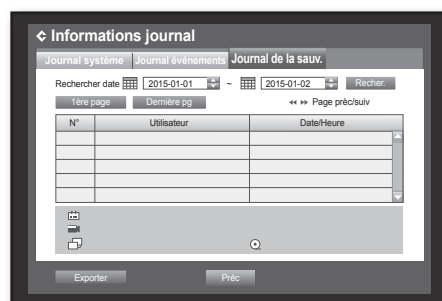 Informations journal
Journal système Journal événements Journal de la sauv.
Rechercher date 2015-01-01 ~ 2015-01-02 Recher.
1ère page Dernière pg Page préc/suiv
N° Utilisateur Date/Heure
Exporter Préc